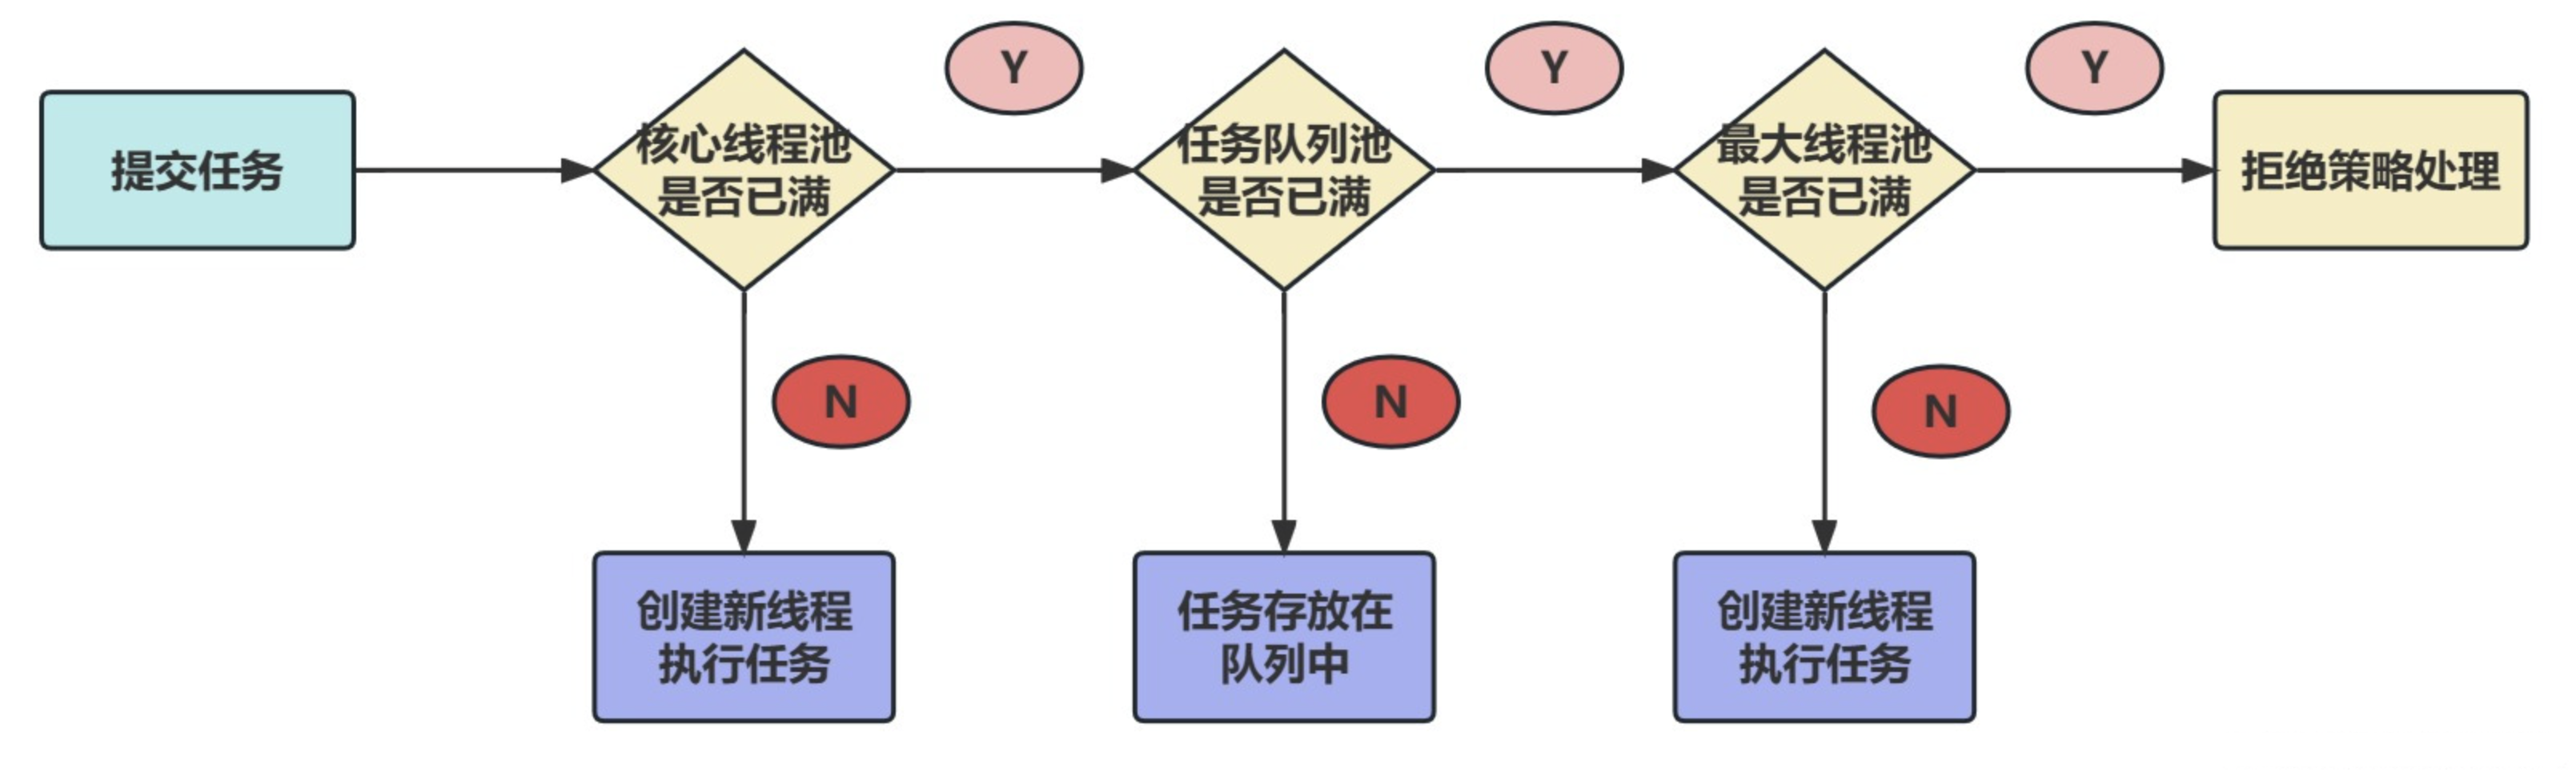 提交任务
核心线程池
是否已满
Y
任务队列池
是否已满
Y
最大线程池
是否已满
Y
拒绝策略处理
N
N
N
创建新线程
执行任务
任务存放在
队列中
创建新线程
执行任务